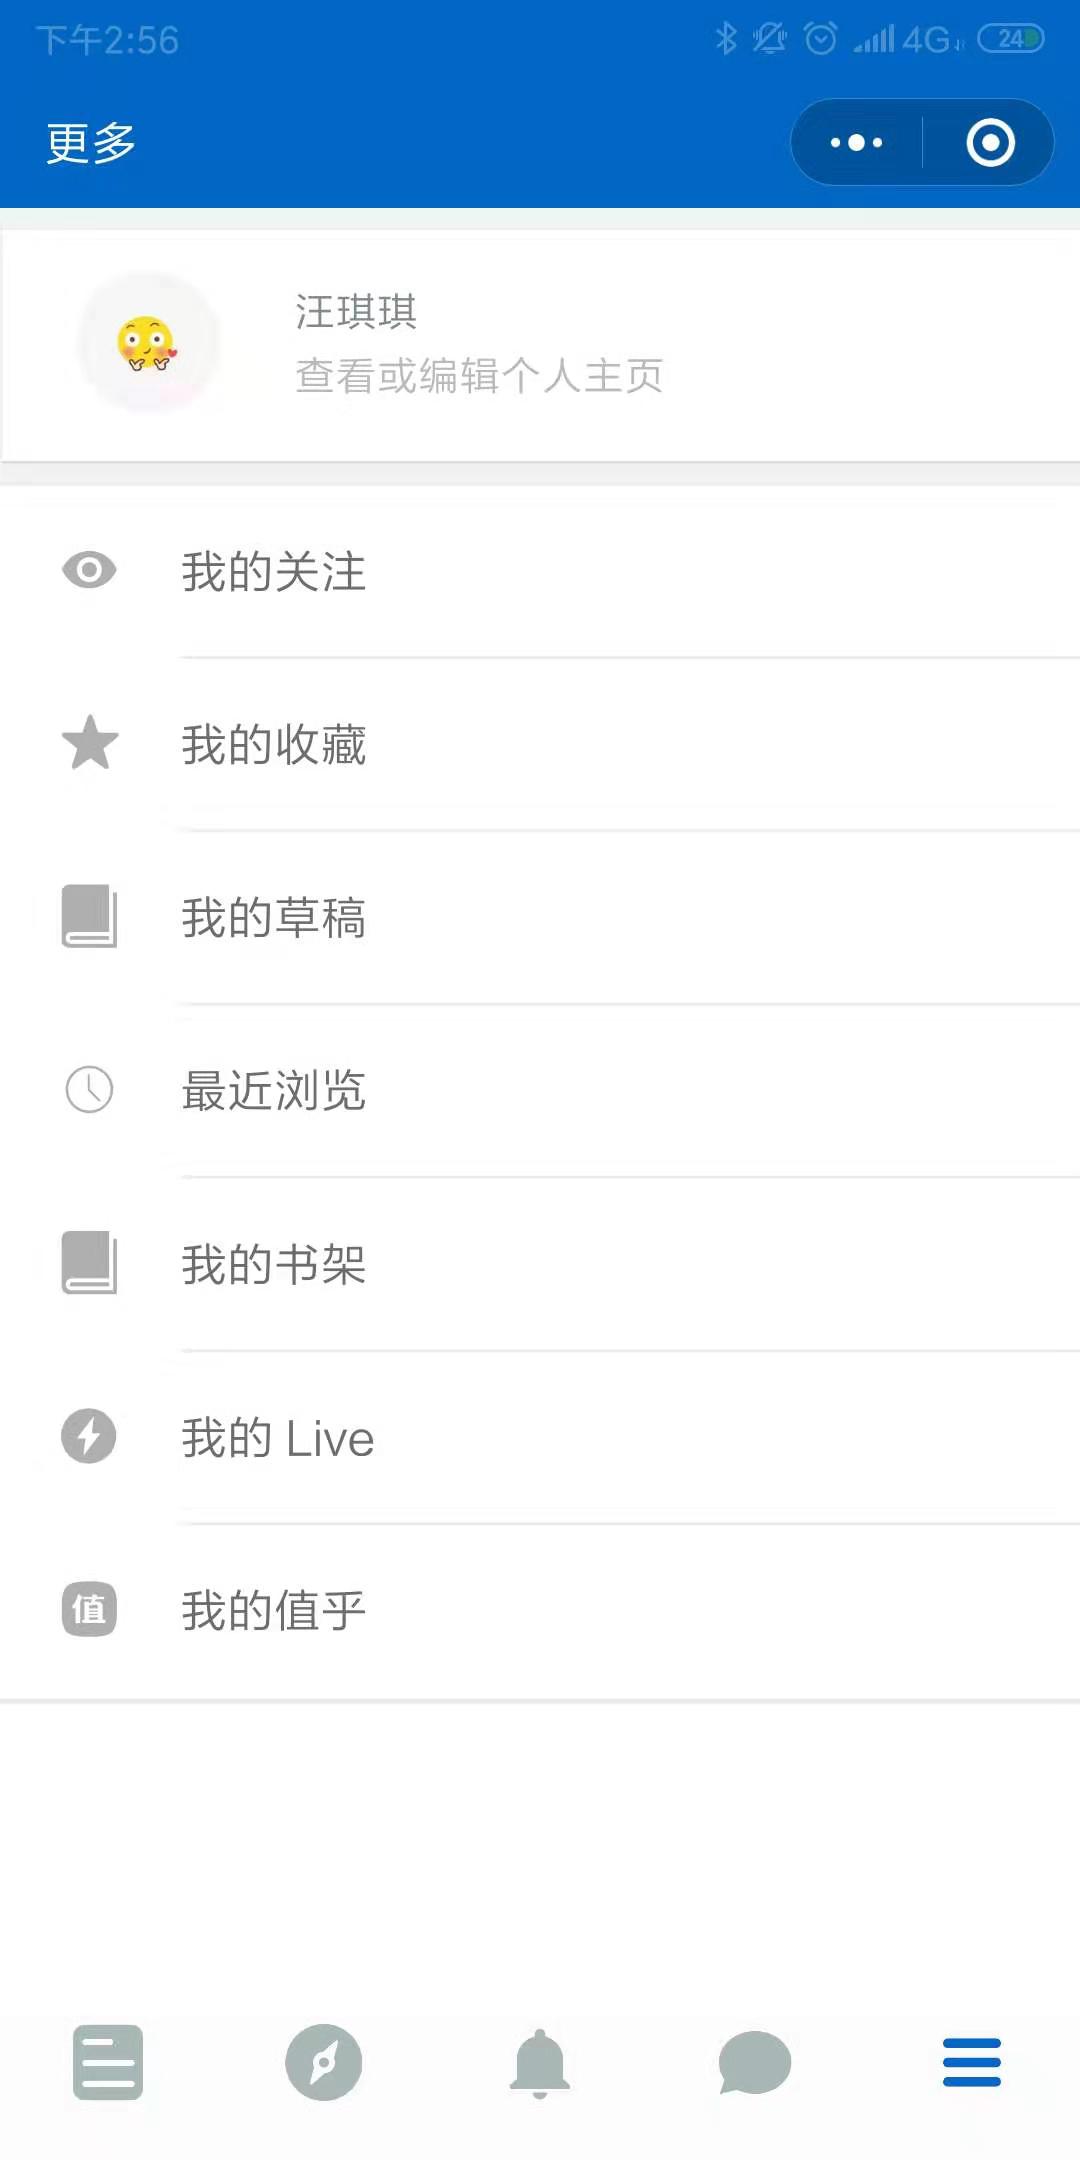 下午2:56
4G
24
更多
汪琪琪
查看或编辑个人主页
我的关注
我的收藏
我的草稿
最近浏览
我的书架
我的 Live
值
我的值乎